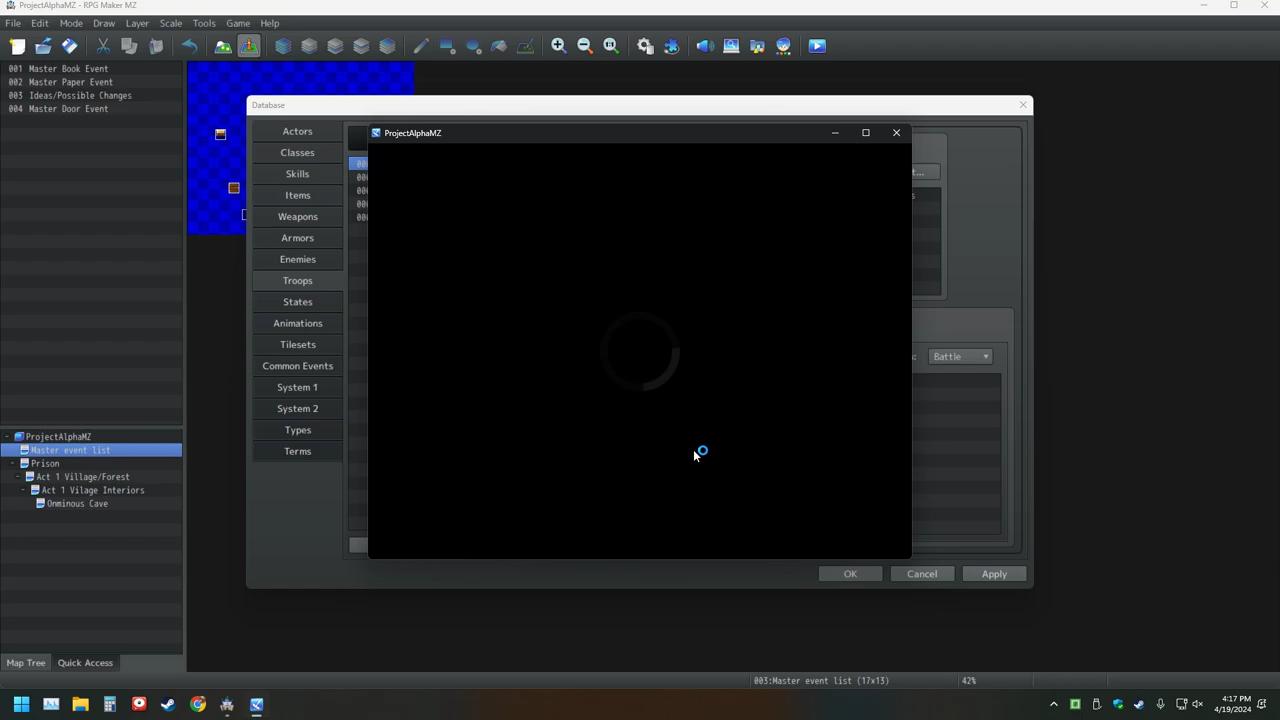 ProjectAlphaMZ - RPG Maker MZ
File Edit Mode Draw Layer Scale Tools Game Help
001 Master Book Event
002 Master Paper Event
003 Ideas/Possible Changes
004 Master Door Event
Database
Actors
Classes
Skills
Items
Weapons
Armors
Enemies
Troops
States
Animations
Tilesets
Common Events
System 1
System 2
Types
Terms
ProjectAlphaMZ
Battle
OK Cancel Apply
ProjectAlphaMZ
Master event list
Prison
Act 1 Village/Forest
Act 1 Vilage Interiors
Onminous Cave
Map Tree Quick Access
003:Master event list (17x13) 42%
4:17 PM
4/19/2024